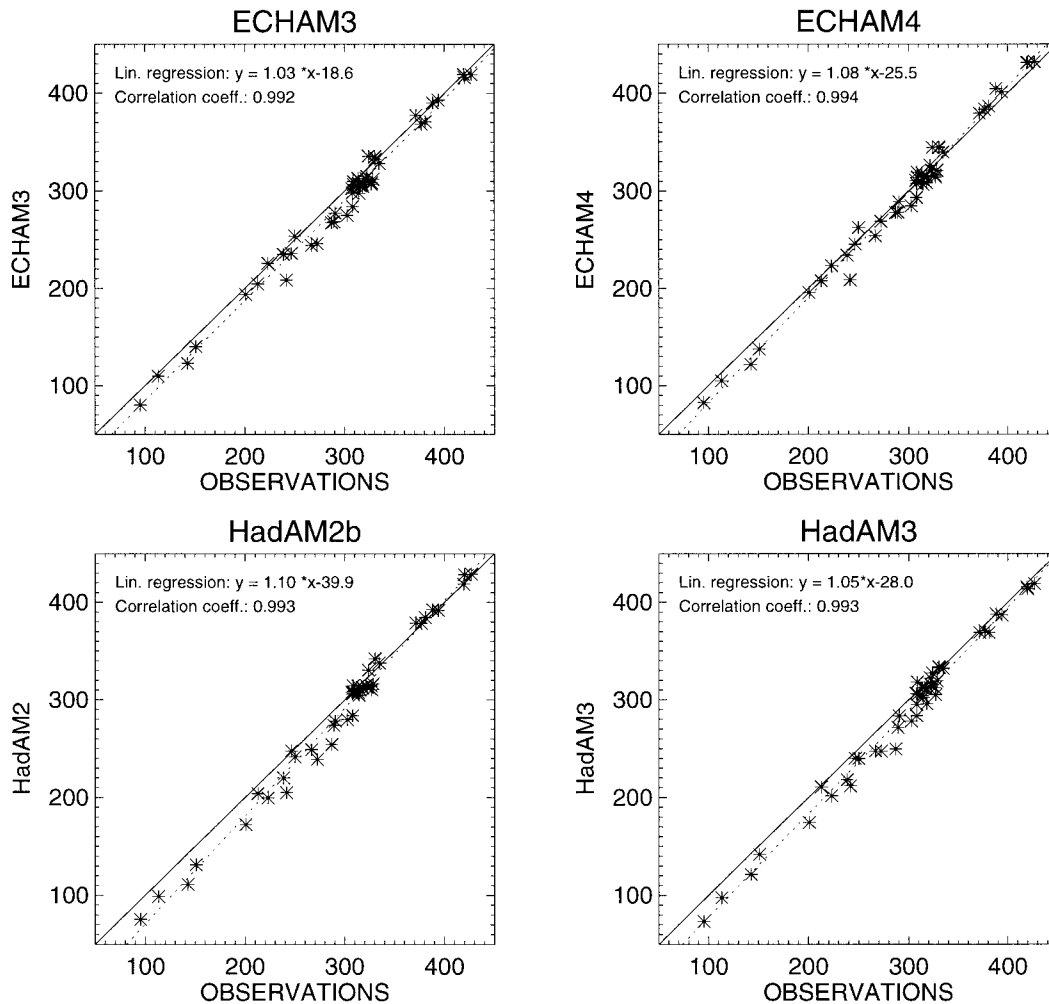 ECHAM3
Lin. regression: y = 1.03 *x-18.6
Correlation coeff.: 0.992
400
300
200
100
ECHAM3
100 200 300 400
OBSERVATIONS
ECHAM4
Lin. regression: y = 1.08 *x-25.5
Correlation coeff.: 0.994
400
300
200
100
ECHAM4
100 200 300 400
OBSERVATIONS
HadAM2b
Lin. regression: y = 1.10 *x-39.9
Correlation coeff.: 0.993
400
300
200
100
HadAM2
100 200 300 400
OBSERVATIONS
HadAM3
Lin. regression: y = 1.05*x-28.0
Correlation coeff.: 0.993
400
300
200
100
HadAM3
100 200 300 400
OBSERVATIONS